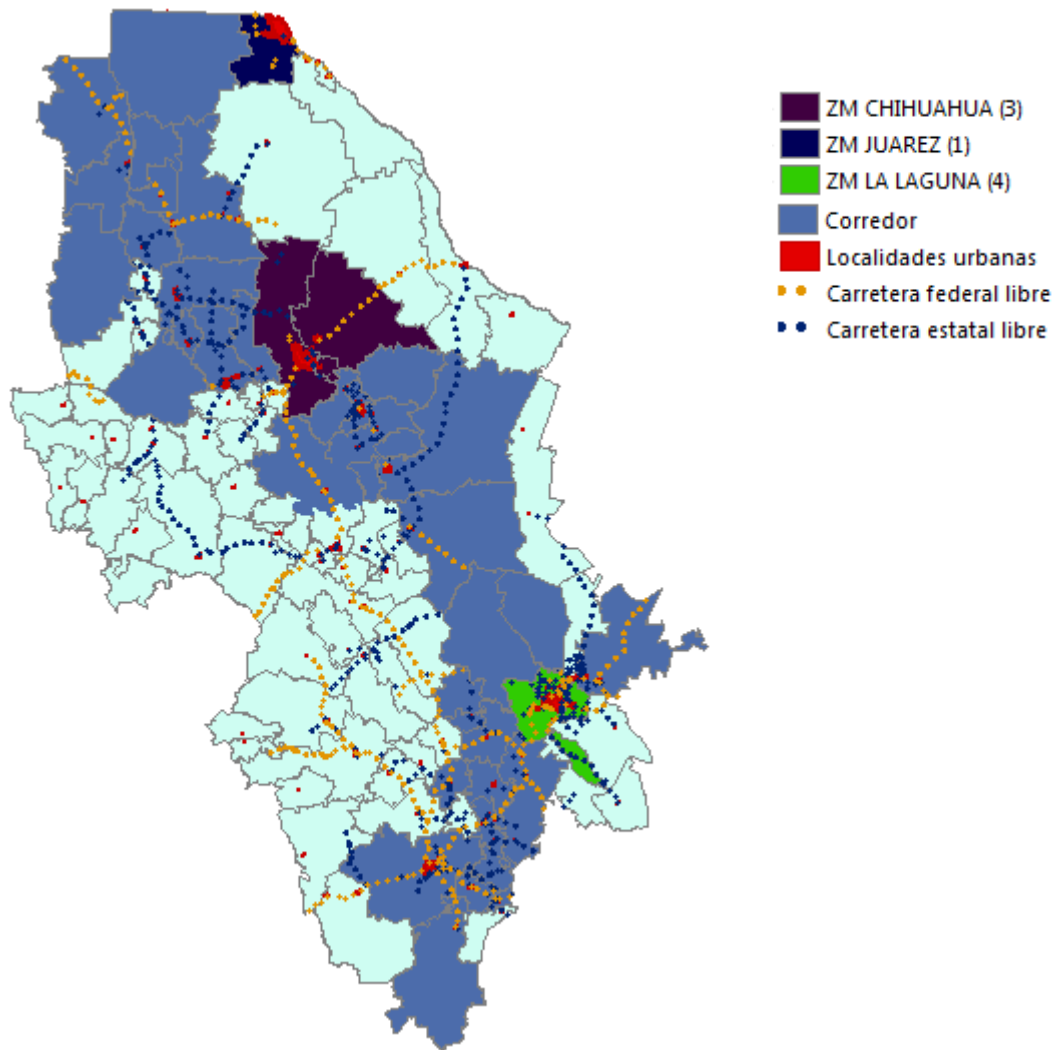 ZM CHIHUAHUA (3)
ZM JUAREZ (1)
ZM LA LAGUNA (4)
Corredor
Localidades urbanas
Carretera federal libre
Carretera estatal libre